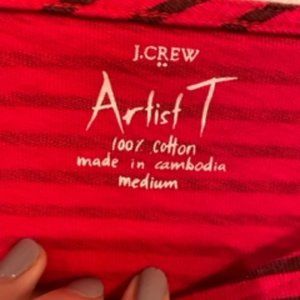 J.CREW
Artist T
100% cotton
made in cambodia
medium